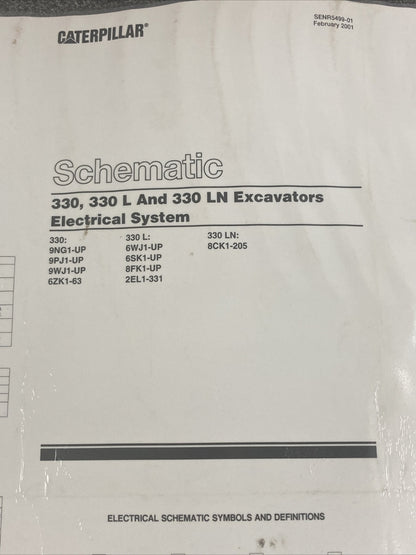 CATERPILLAR®
SENR5499-01
February 2001
Schematic
330, 330 L And 330 LN Excavators
Electrical System
330:
9NG1-UP
9PJ1-UP
9WJ1-UP
6ZK1-63
330 L:
6WJ1-UP
6SK1-UP
8FK1-UP
2EL1-331
330 LN:
8CK1-205
ELECTRICAL SCHEMATIC SYMBOLS AND DEFINITIONS